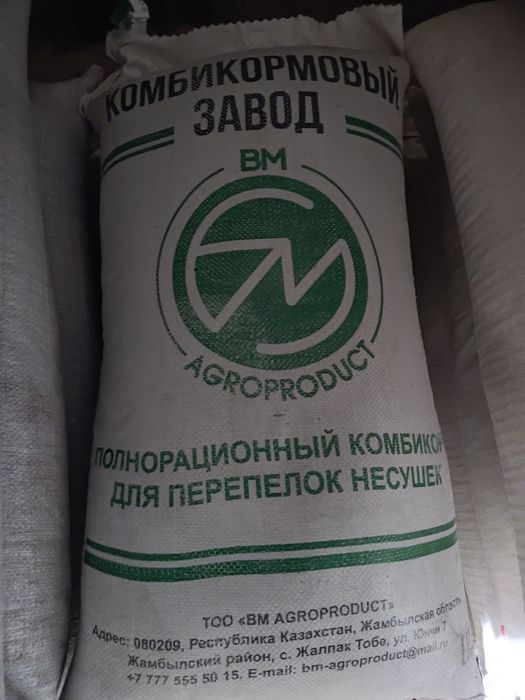 КОМБИКОРМОВЫЙ
ЗАВОД
ВМ
AGROPRODUCT
ПОЛНОРАЦИОННЫЙ КОМБИКОР
ДЛЯ ПЕРЕПЕЛОК НЕСУШЕК
ТОО «BM AGROPRODUCT»
Адрес: 080209, Республика Казахстан, Жамбылская область
Жамбылский район, с. Жалпак Тобе, ул. Юнчи 7
+7 777 555 50 15. E-mail: bm-agroproduct@mail.ru